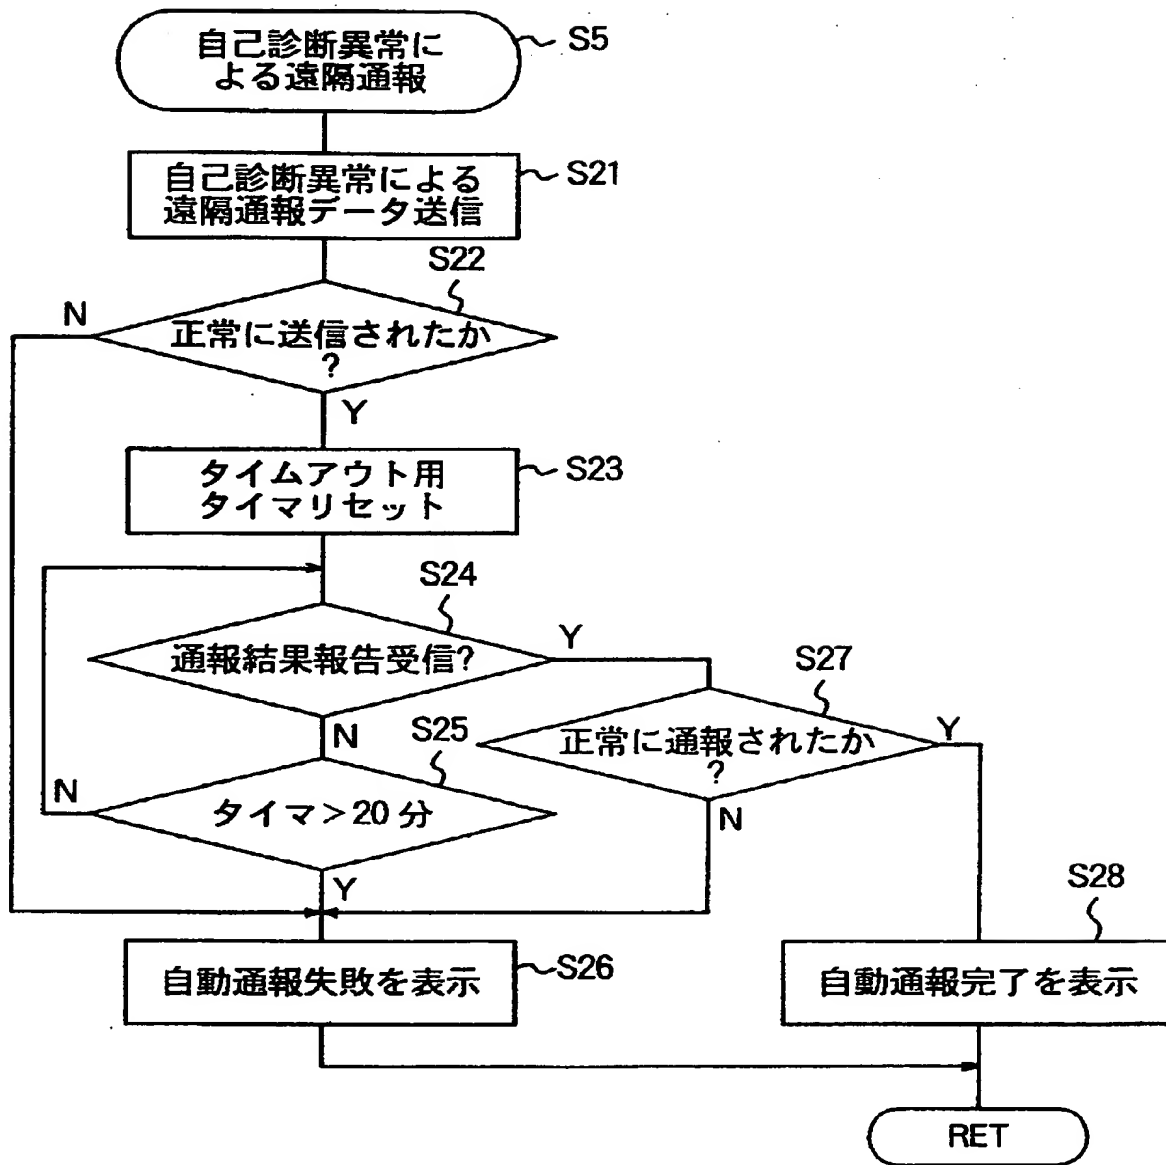 自己診断異常に
よる遠隔通報
S5
自己診断異常による
遠隔通報データ送信
S21
S22
N
正常に送信されたか
?
Y
タイムアウト用
タイマリセット
S23
S24
通報結果報告受信?
Y
N
S27
正常に通報されたか
?
Y
N
S25
N
タイマ>20分
Y
自動通報失敗を表示
S26
S28
自動通報完了を表示
RET